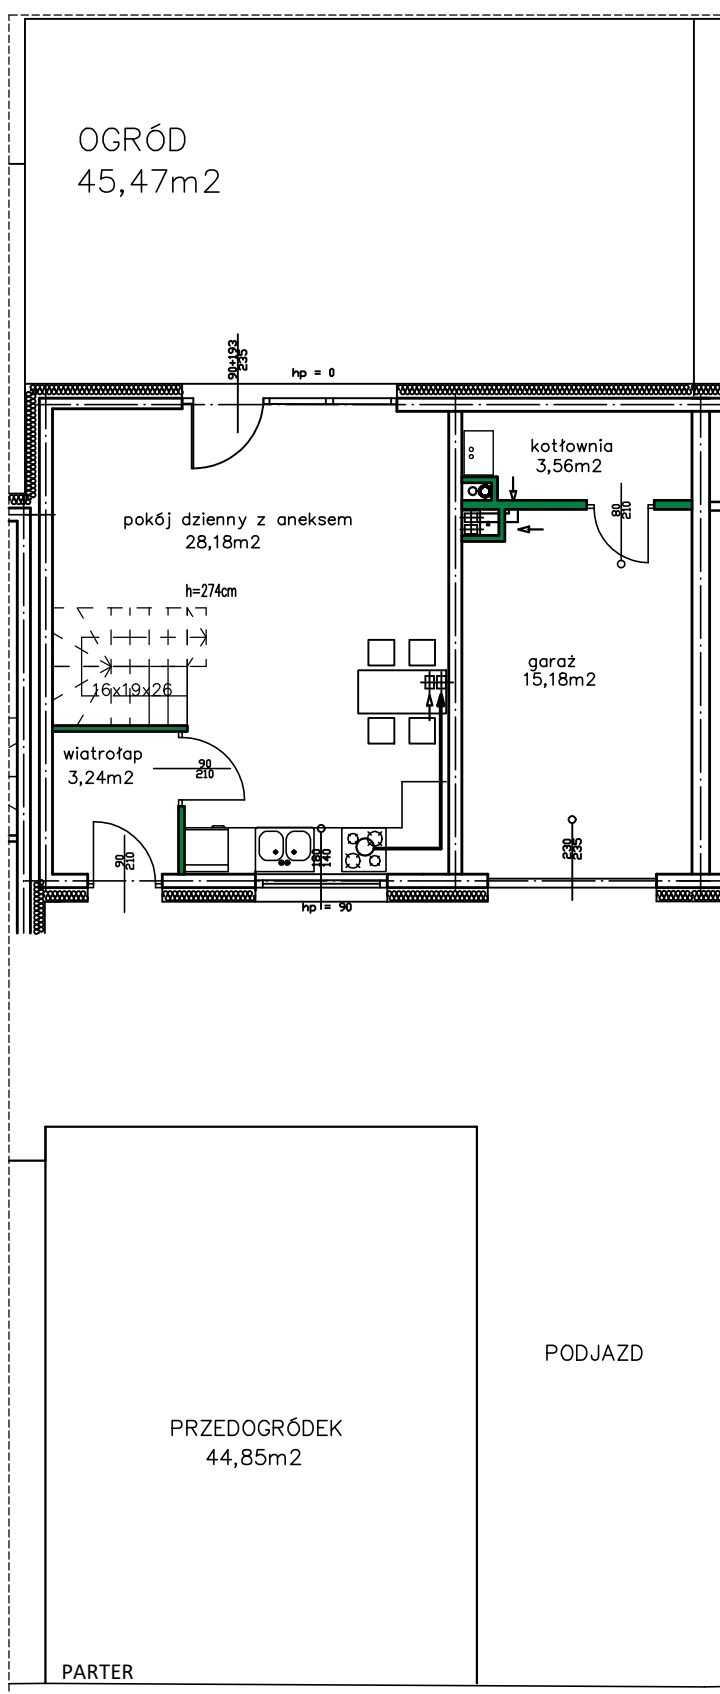 OGRÓD
45,47m2
90+193
235
hp = 0
kotłownia
3,56m2
80
210
pokój dzienny z aneksem
28,18m2
h=274cm
garaż
15,18m2
16x19x26
wiatrołap
3,24m2
90
210
90
210
180
140
230
235
hp = 90
PODJAZD
PRZEDOGRÓDEK
44,85m2
PARTER